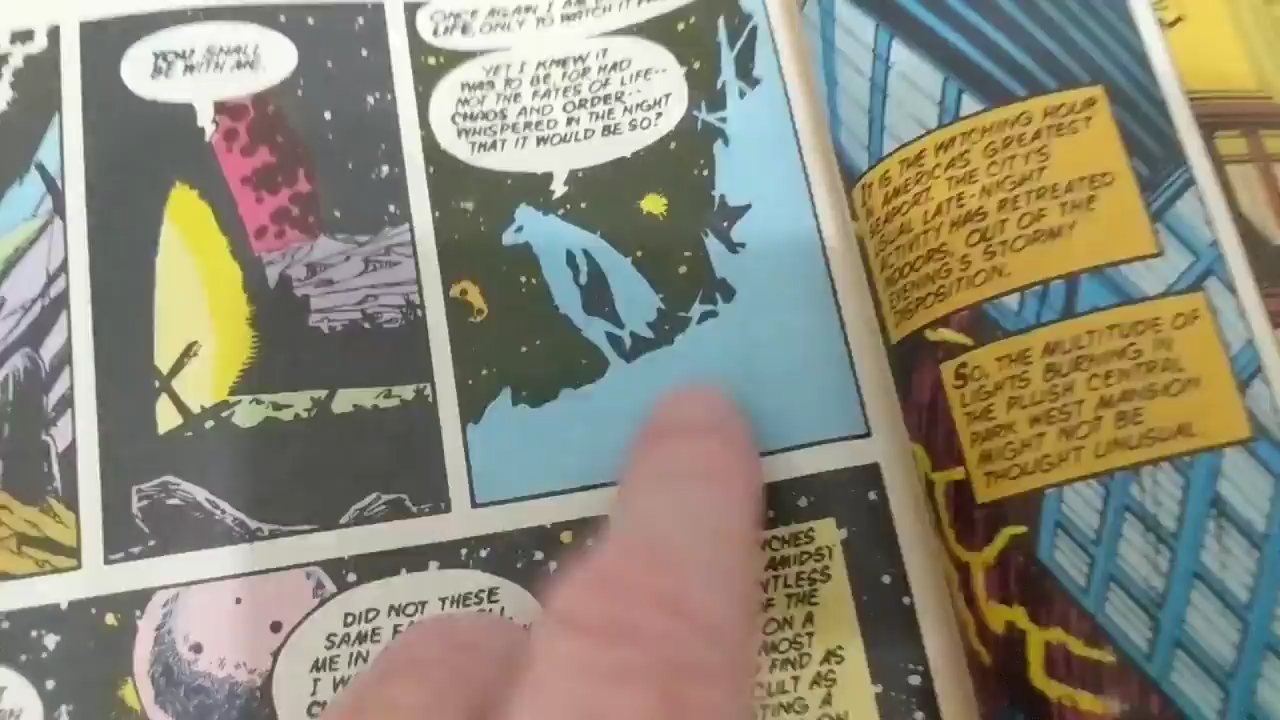 YOU SHALL
BE WITH ME.
ONCE AGAIN I AM
LIFE, ONLY TO WATCH IT
YET I KNEW IT
WAS TO BE, FOR HAD
NOT THE FATES OF LIFE--
CHAOS AND ORDER--
WHISPERED IN THE NIGHT
THAT IT WOULD BE SO?
DID NOT THESE
SAME
ME IN
I
AMIDST
OF THE
ON A
MOST
FIND AS
AS
A
IT IS THE WATCHING HOUR
IN AMERICA'S GREATEST
SEAPORT. THE CITY'S
USUAL LATE-NIGHT
ACTIVITY HAS RETREATED
INDOORS, OUT OF THE
EVENING'S STORMY
DISPOSITION.
SO, THE MULTITUDE OF
LIGHTS BURNING IN
THE PLUSH CENTRAL
PARK WEST MANSION
MIGHT NOT BE
THOUGHT UNUSUAL